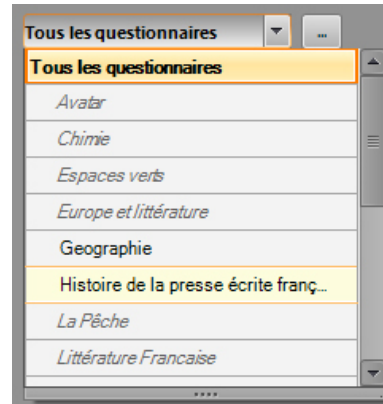 Tous les questionnaires
...
Tous les questionnaires
Avatar
Chimie
Espaces verts
Europe et littérature
Geographie
Histoire de la presse écrite franç...
La Pêche
Littérature Francaise